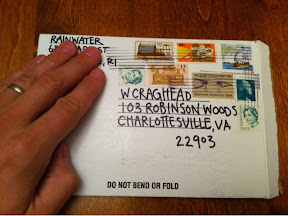 RAINWATER
, RI
W CRAGHEAD
103 ROBINSON WOODS
CHARLOTTESVILLE, VA
22903
DO NOT BEND OR FOLD